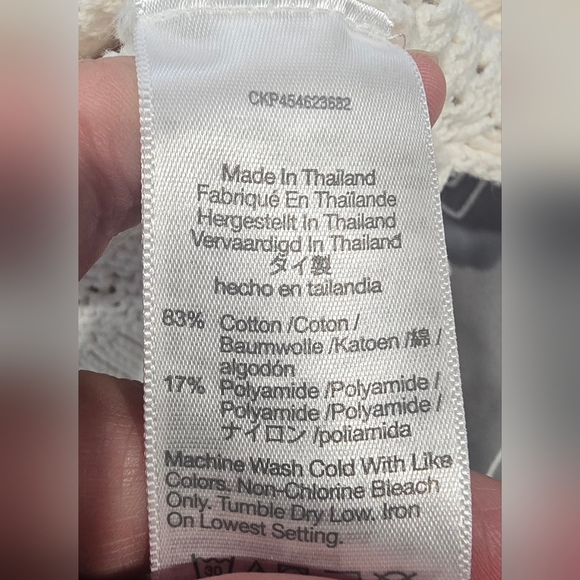 CKP454623682
Made In Thailand
Fabriqué En Thaïlande
Hergestellt In Thailand
Vervaardigd In Thailand
タイ製
hecho en tailandia
83% Cotton /Coton /
Baumwolle /Katoen /綿 /
algodón
17% Polyamide /Polyamide /
Polyamide /Polyamide /
ナイロン /poliamida
Machine Wash Cold With Like
Colors. Non-Chlorine Bleach
Only. Tumble Dry Low. Iron
On Lowest Setting.
30